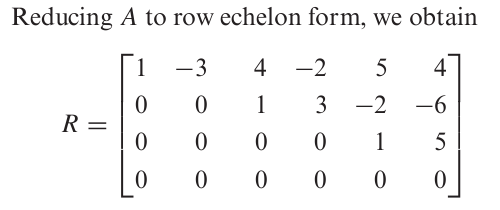 Reducing A to row echelon form, we obtain
R = [1 −3 4 −2 5 4
0 0 1 3 −2 −6
0 0 0 0 1 5
0 0 0 0 0 0]